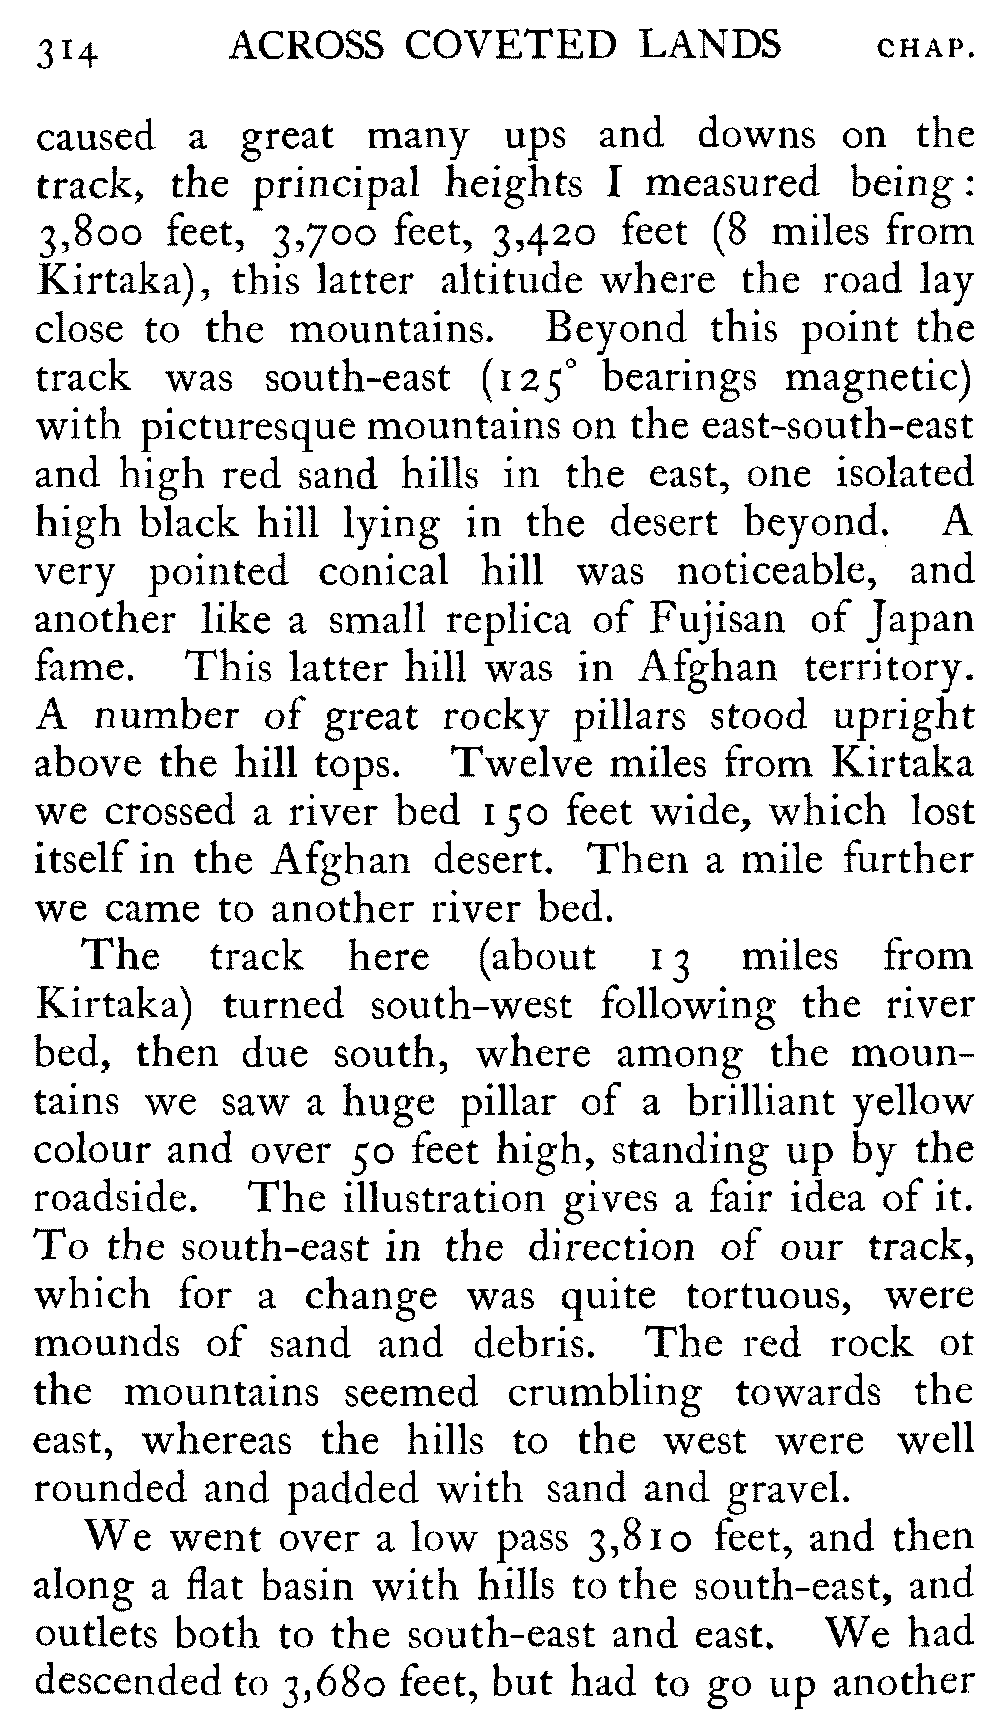 314 ACROSS COVETED LANDS CHAP.
caused a great many ups and downs on the
track, the principal heights I measured being:
3,800 feet, 3,700 feet, 3,420 feet (8 miles from
Kirtaka), this latter altitude where the road lay
close to the mountains. Beyond this point the
track was south-east (125° bearings magnetic)
with picturesque mountains on the east-south-east
and high red sand hills in the east, one isolated
high black hill lying in the desert beyond. A
very pointed conical hill was noticeable, and
another like a small replica of Fujisan of Japan
fame. This latter hill was in Afghan territory.
A number of great rocky pillars stood upright
above the hill tops. Twelve miles from Kirtaka
we crossed a river bed 150 feet wide, which lost
itself in the Afghan desert. Then a mile further
we came to another river bed.
The track here (about 13 miles from
Kirtaka) turned south-west following the river
bed, then due south, where among the moun-
tains we saw a huge pillar of a brilliant yellow
colour and over 50 feet high, standing up by the
roadside. The illustration gives a fair idea of it.
To the south-east in the direction of our track,
which for a change was quite tortuous, were
mounds of sand and debris. The red rock of
the mountains seemed crumbling towards the
east, whereas the hills to the west were well
rounded and padded with sand and gravel.
We went over a low pass 3,810 feet, and then
along a flat basin with hills to the south-east, and
outlets both to the south-east and east. We had
descended to 3,680 feet, but had to go up another